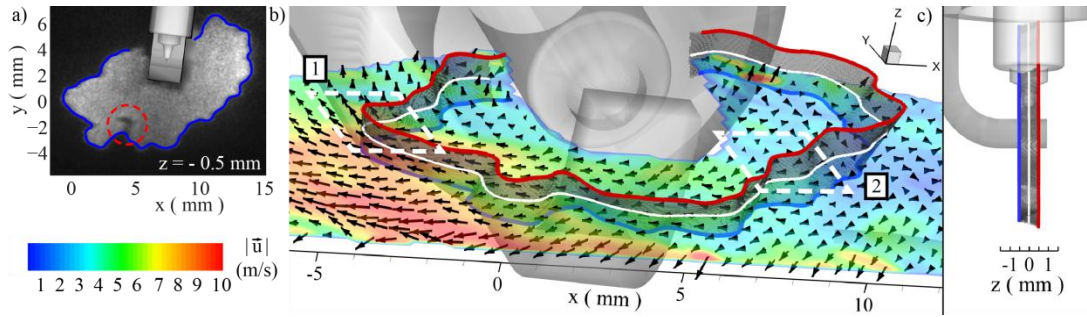 a)
6
4
2
0
−2
−4
y ( mm )
z = - 0.5 mm
0
5
10
15
x ( mm )
|u⃗|
(m/s)
1 2 3 4 5 6 7 8 9 10
b)
1
2
Z
Y
X
-5
0
5
10
x ( mm )
c)
-1 0 1
z ( mm )